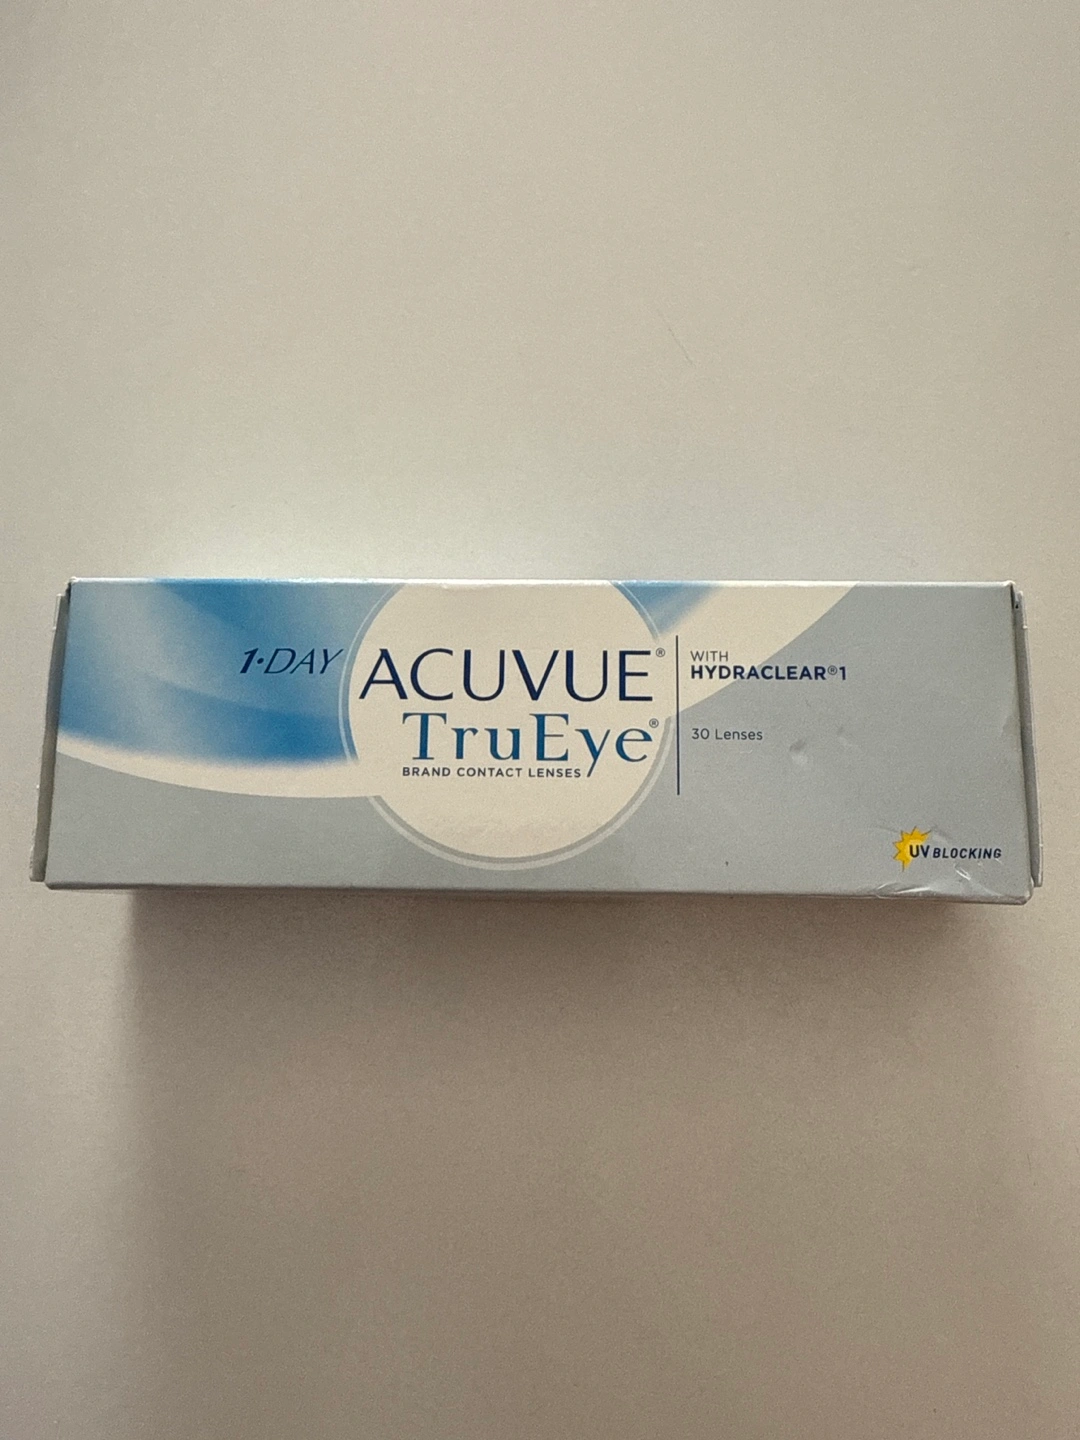 1·DAY ACUVUE®
TruEye®
BRAND CONTACT LENSES
WITH
HYDRACLEAR®1
30 Lenses
UV BLOCKING